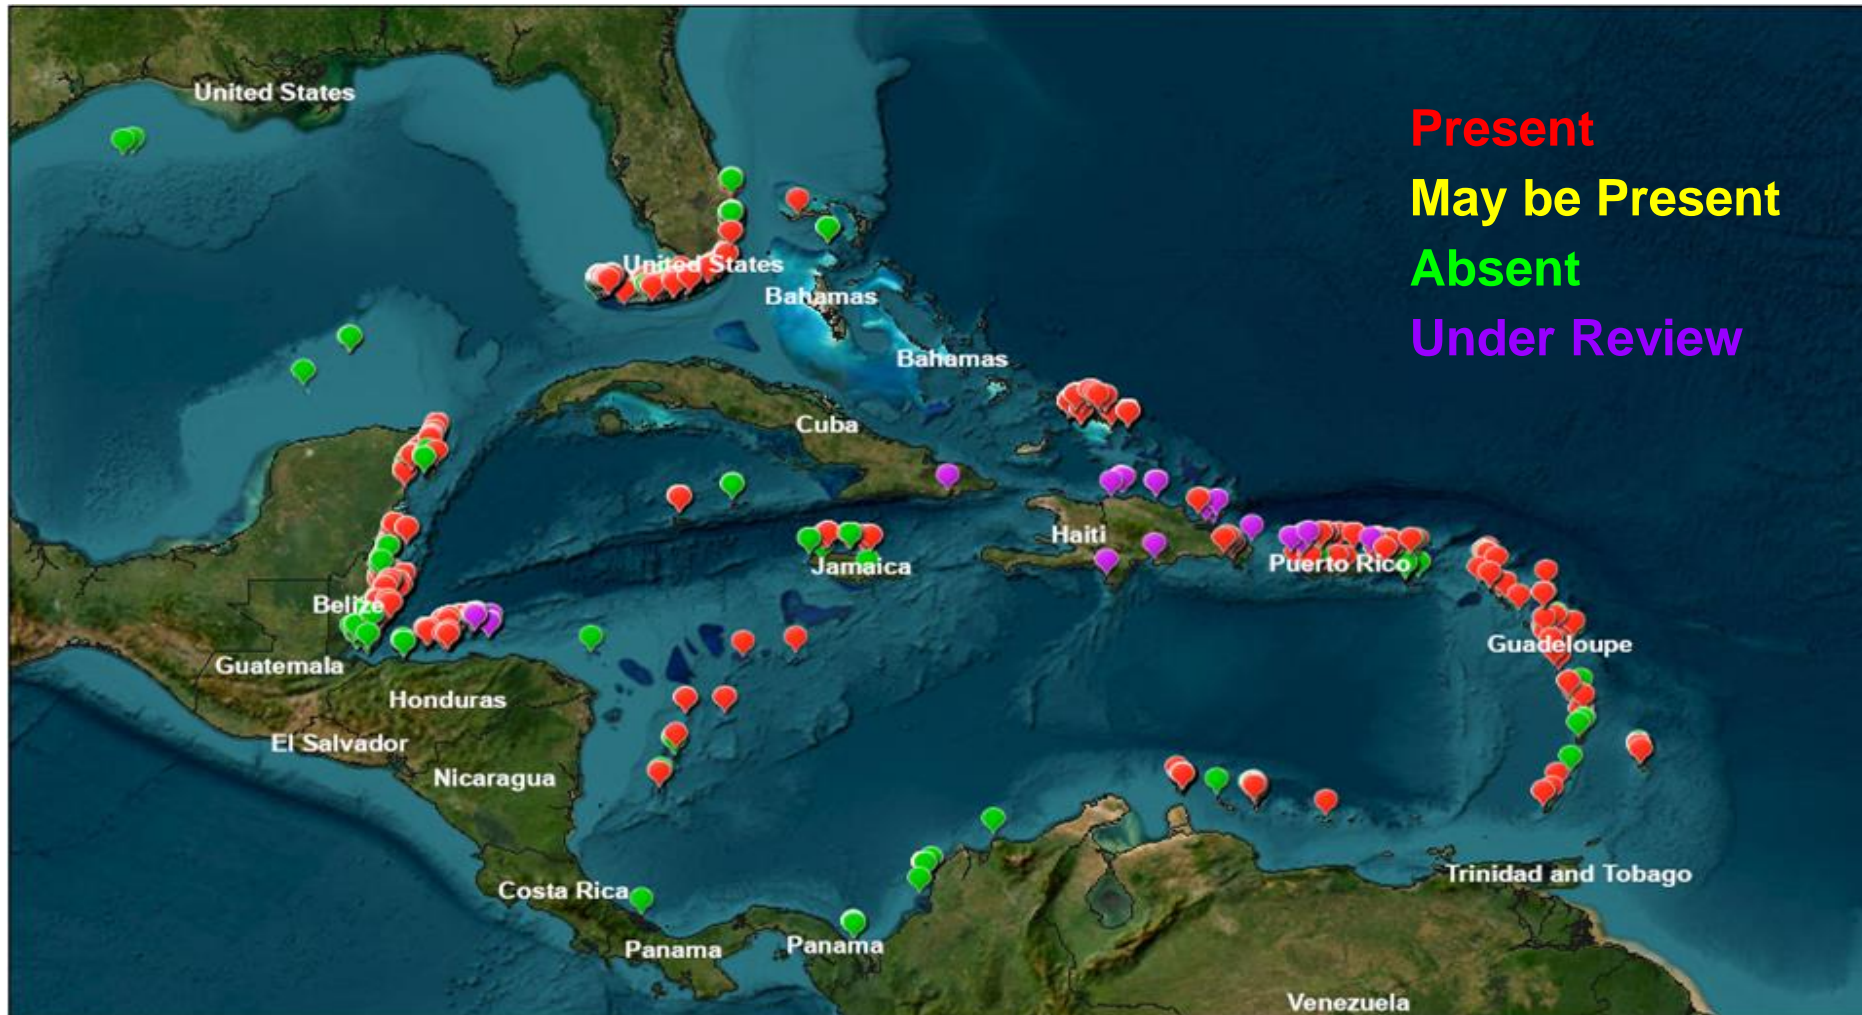 United States
Present
May be Present
Absent
Under Review
United States
Bahamas
Bahamas
Cuba
Haiti
Jamaica
Puerto Rico
Belize
Guadeloupe
Guatemala
Honduras
El Salvador
Nicaragua
Trinidad and Tobago
Costa Rica
Panama
Panama
Venezuela